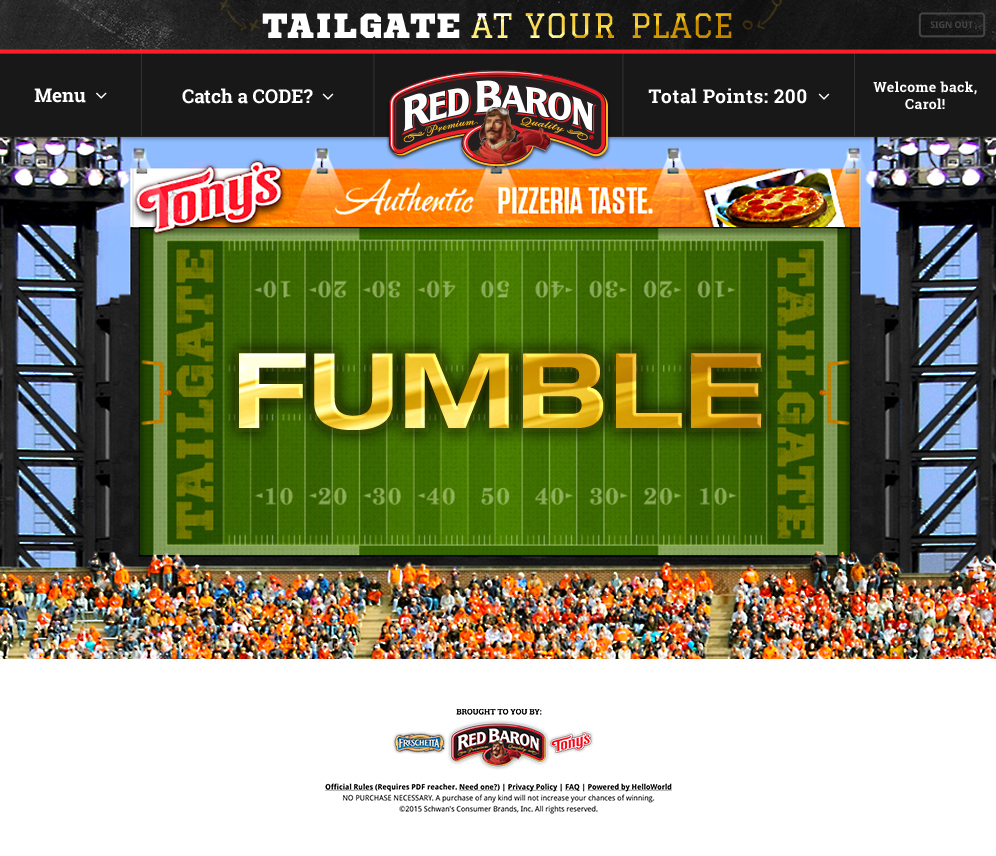 TAILGATE AT YOUR PLACE
SIGN OUT
Menu
Catch a CODE?
RED BARON
Premium Quality
Total Points: 200
Welcome back,
Carol!
Tony's
Authentic PIZZERIA TASTE.
TAILGATE
10 20 30 40 50 40 30 20 10
FUMBLE
10 20 30 40 50 40 30 20 10
TAILGATE
BROUGHT TO YOU BY:
FRESCHETTA
RED BARON
Premium Quality
Tony's
Official Rules (Requires PDF reacher. Need one?) | Privacy Policy | FAQ | Powered by HelloWorld
NO PURCHASE NECESSARY. A purchase of any kind will not increase your chances of winning.
©2015 Schwan's Consumer Brands, Inc. All rights reserved.